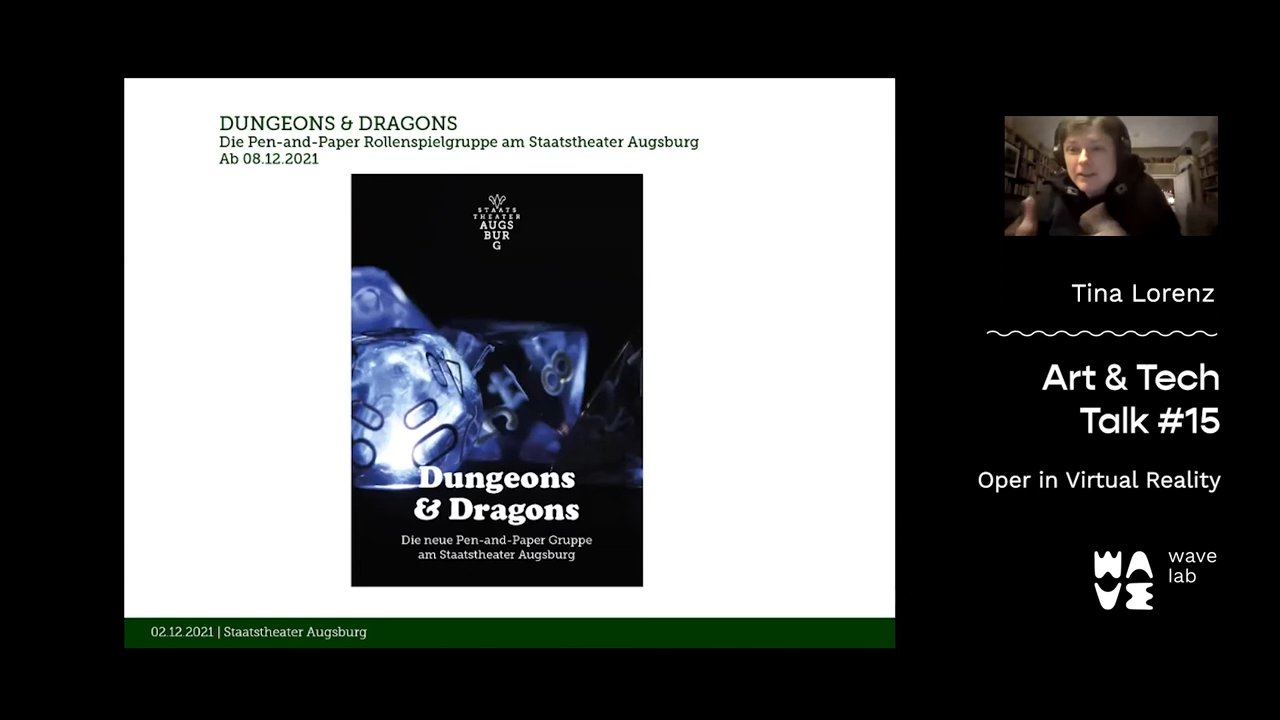 DUNGEONS & DRAGONS
Die Pen-and-Paper Rollenspielgruppe am Staatstheater Augsburg
Ab 08.12.2021
STAATS
THEATER
AUGS
BUR
G
8
Dungeons
& Dragons
Die neue Pen-and-Paper Gruppe
am Staatstheater Augsburg
02.12.2021 | Staatstheater Augsburg
Tina Lorenz
Art & Tech
Talk #15
Oper in Virtual Reality
WAVE
wave
lab